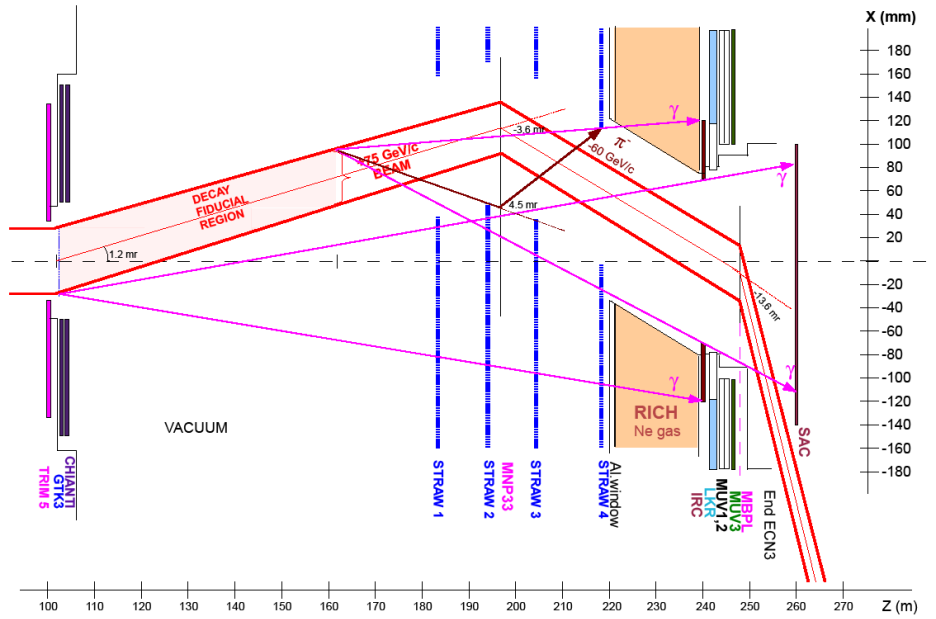 X (mm)
180
160
140
120
100
80
60
40
20
0
-20
-40
-60
-80
-100
-120
-140
-160
-180
γ
-3.6 mr
π-
-60 GeV/c
75 GeV/c
BEAM
γ
DECAY
FIDUCIAL
REGION
4.5 mr
1.2 mr
-13.6 mr
γ
γ
RICH
Ne gas
VACUUM
TRIM 5
GTK3
CHANTI
STRAW 1
STRAW 2
MNP33
STRAW 3
STRAW 4
Al.window
IRC
LKR
MUV1,2
MUV3
MBPL
End ECN3
SAC
100
110
120
130
140
150
160
170
180
190
200
210
220
230
240
250
260
270
Z (m)